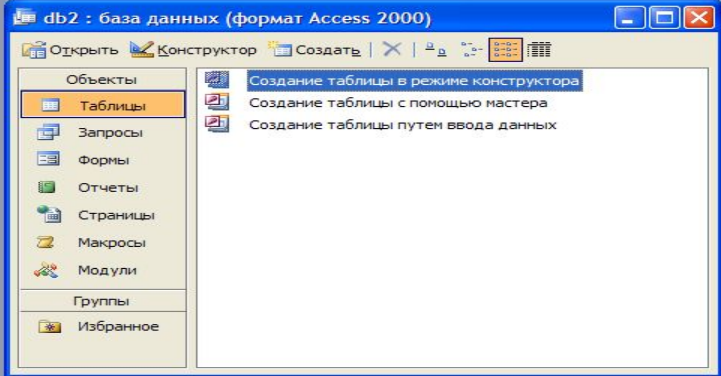 db2 : база данных (формат Access 2000)
Открыть Конструктор Создать
Объекты
Таблицы
Запросы
Формы
Отчеты
Страницы
Макросы
Модули
Группы
Избранное
Создание таблицы в режиме конструктора
Создание таблицы с помощью мастера
Создание таблицы путем ввода данных